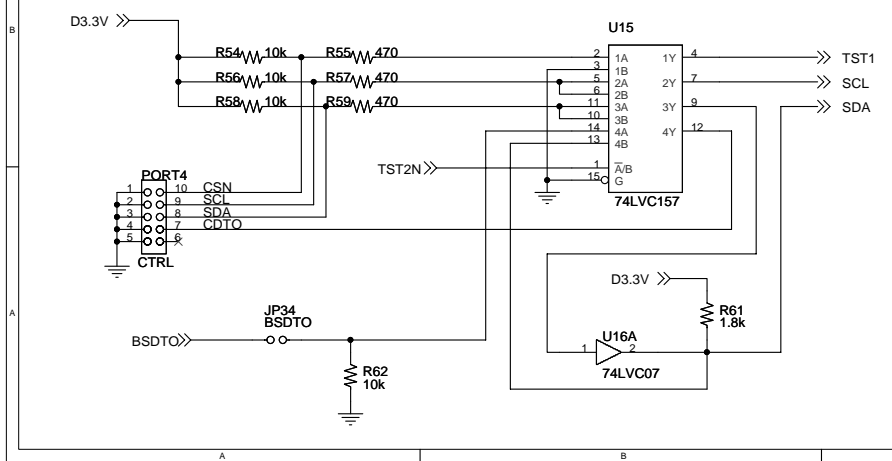 B
D3.3V
U15
R54 10k R55 470
R56 10k R57 470
R58 10k R59 470
2 1A 1Y 4 TST1
3 1B
5 2A 2Y 7 SCL
6 2B
11 3A 3Y 9 SDA
10 3B
14 4A 4Y 12
13 4B
TST2N 1 A/B
15 G
74LVC157
PORT4
1 10 CSN
2 9 SCL
3 8 SDA
4 7 CDTO
5 6
CTRL
D3.3V
A
JP34
BSDTO
R61
1.8k
BSDTO
U16A
1 2
74LVC07
R62
10k
A B